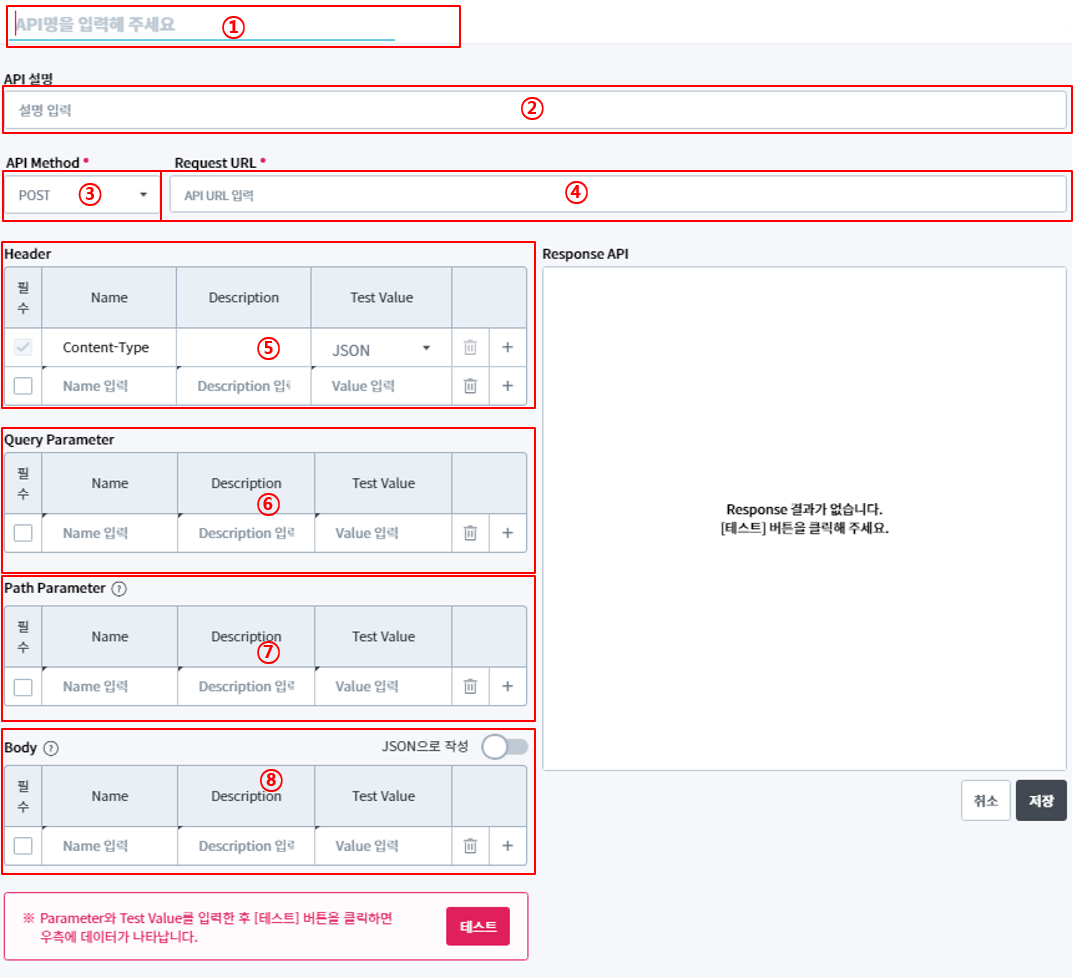 API명을 입력해 주세요 ①
API 설명
설명 입력 ②
API Method * Request URL *
POST ③ API URL 입력 ④
Header
필수 Name Description Test Value
Content-Type ⑤ JSON
Name 입력 Description 입 Value 입력
Query Parameter
필수 Name Description Test Value
⑥
Name 입력 Description 입력 Value 입력
Path Parameter ?
필수 Name Description Test Value
⑦
Name 입력 Description 입력 Value 입력
Body ? JSON으로 작성
⑧
필수 Name Description Test Value
Name 입력 Description 입력 Value 입력
※ Parameter와 Test Value를 입력한 후 [테스트] 버튼을 클릭하면
우측에 데이터가 나타납니다.
테스트
Response API
Response 결과가 없습니다.
[테스트] 버튼을 클릭해 주세요.
취소 저장